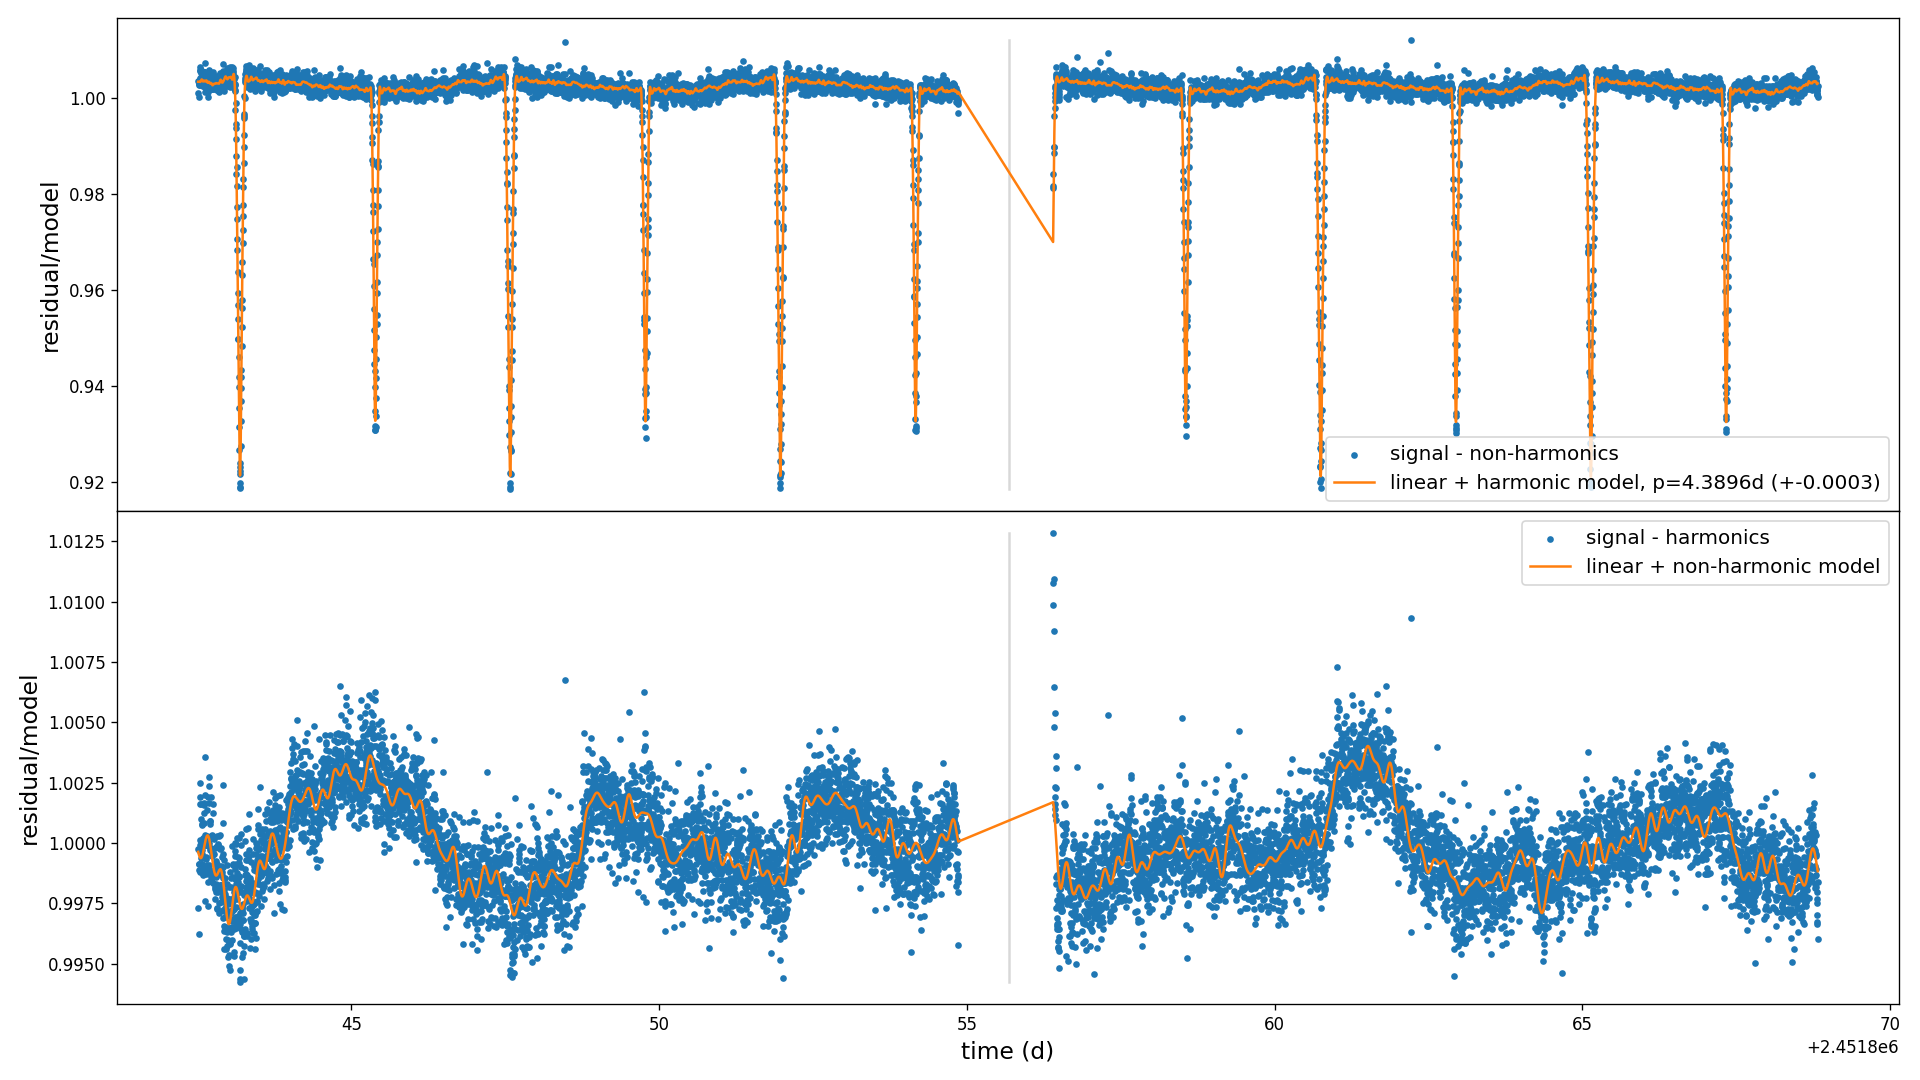 residual/model
1.00
0.98
0.96
0.94
0.92
signal - non-harmonics
linear + harmonic model, p=4.3896d (+-0.0003)
residual/model
1.0125
1.0100
1.0075
1.0050
1.0025
1.0000
0.9975
0.9950
signal - harmonics
linear + non-harmonic model
45 50 55 60 65 70
time (d)
+2.4518e6